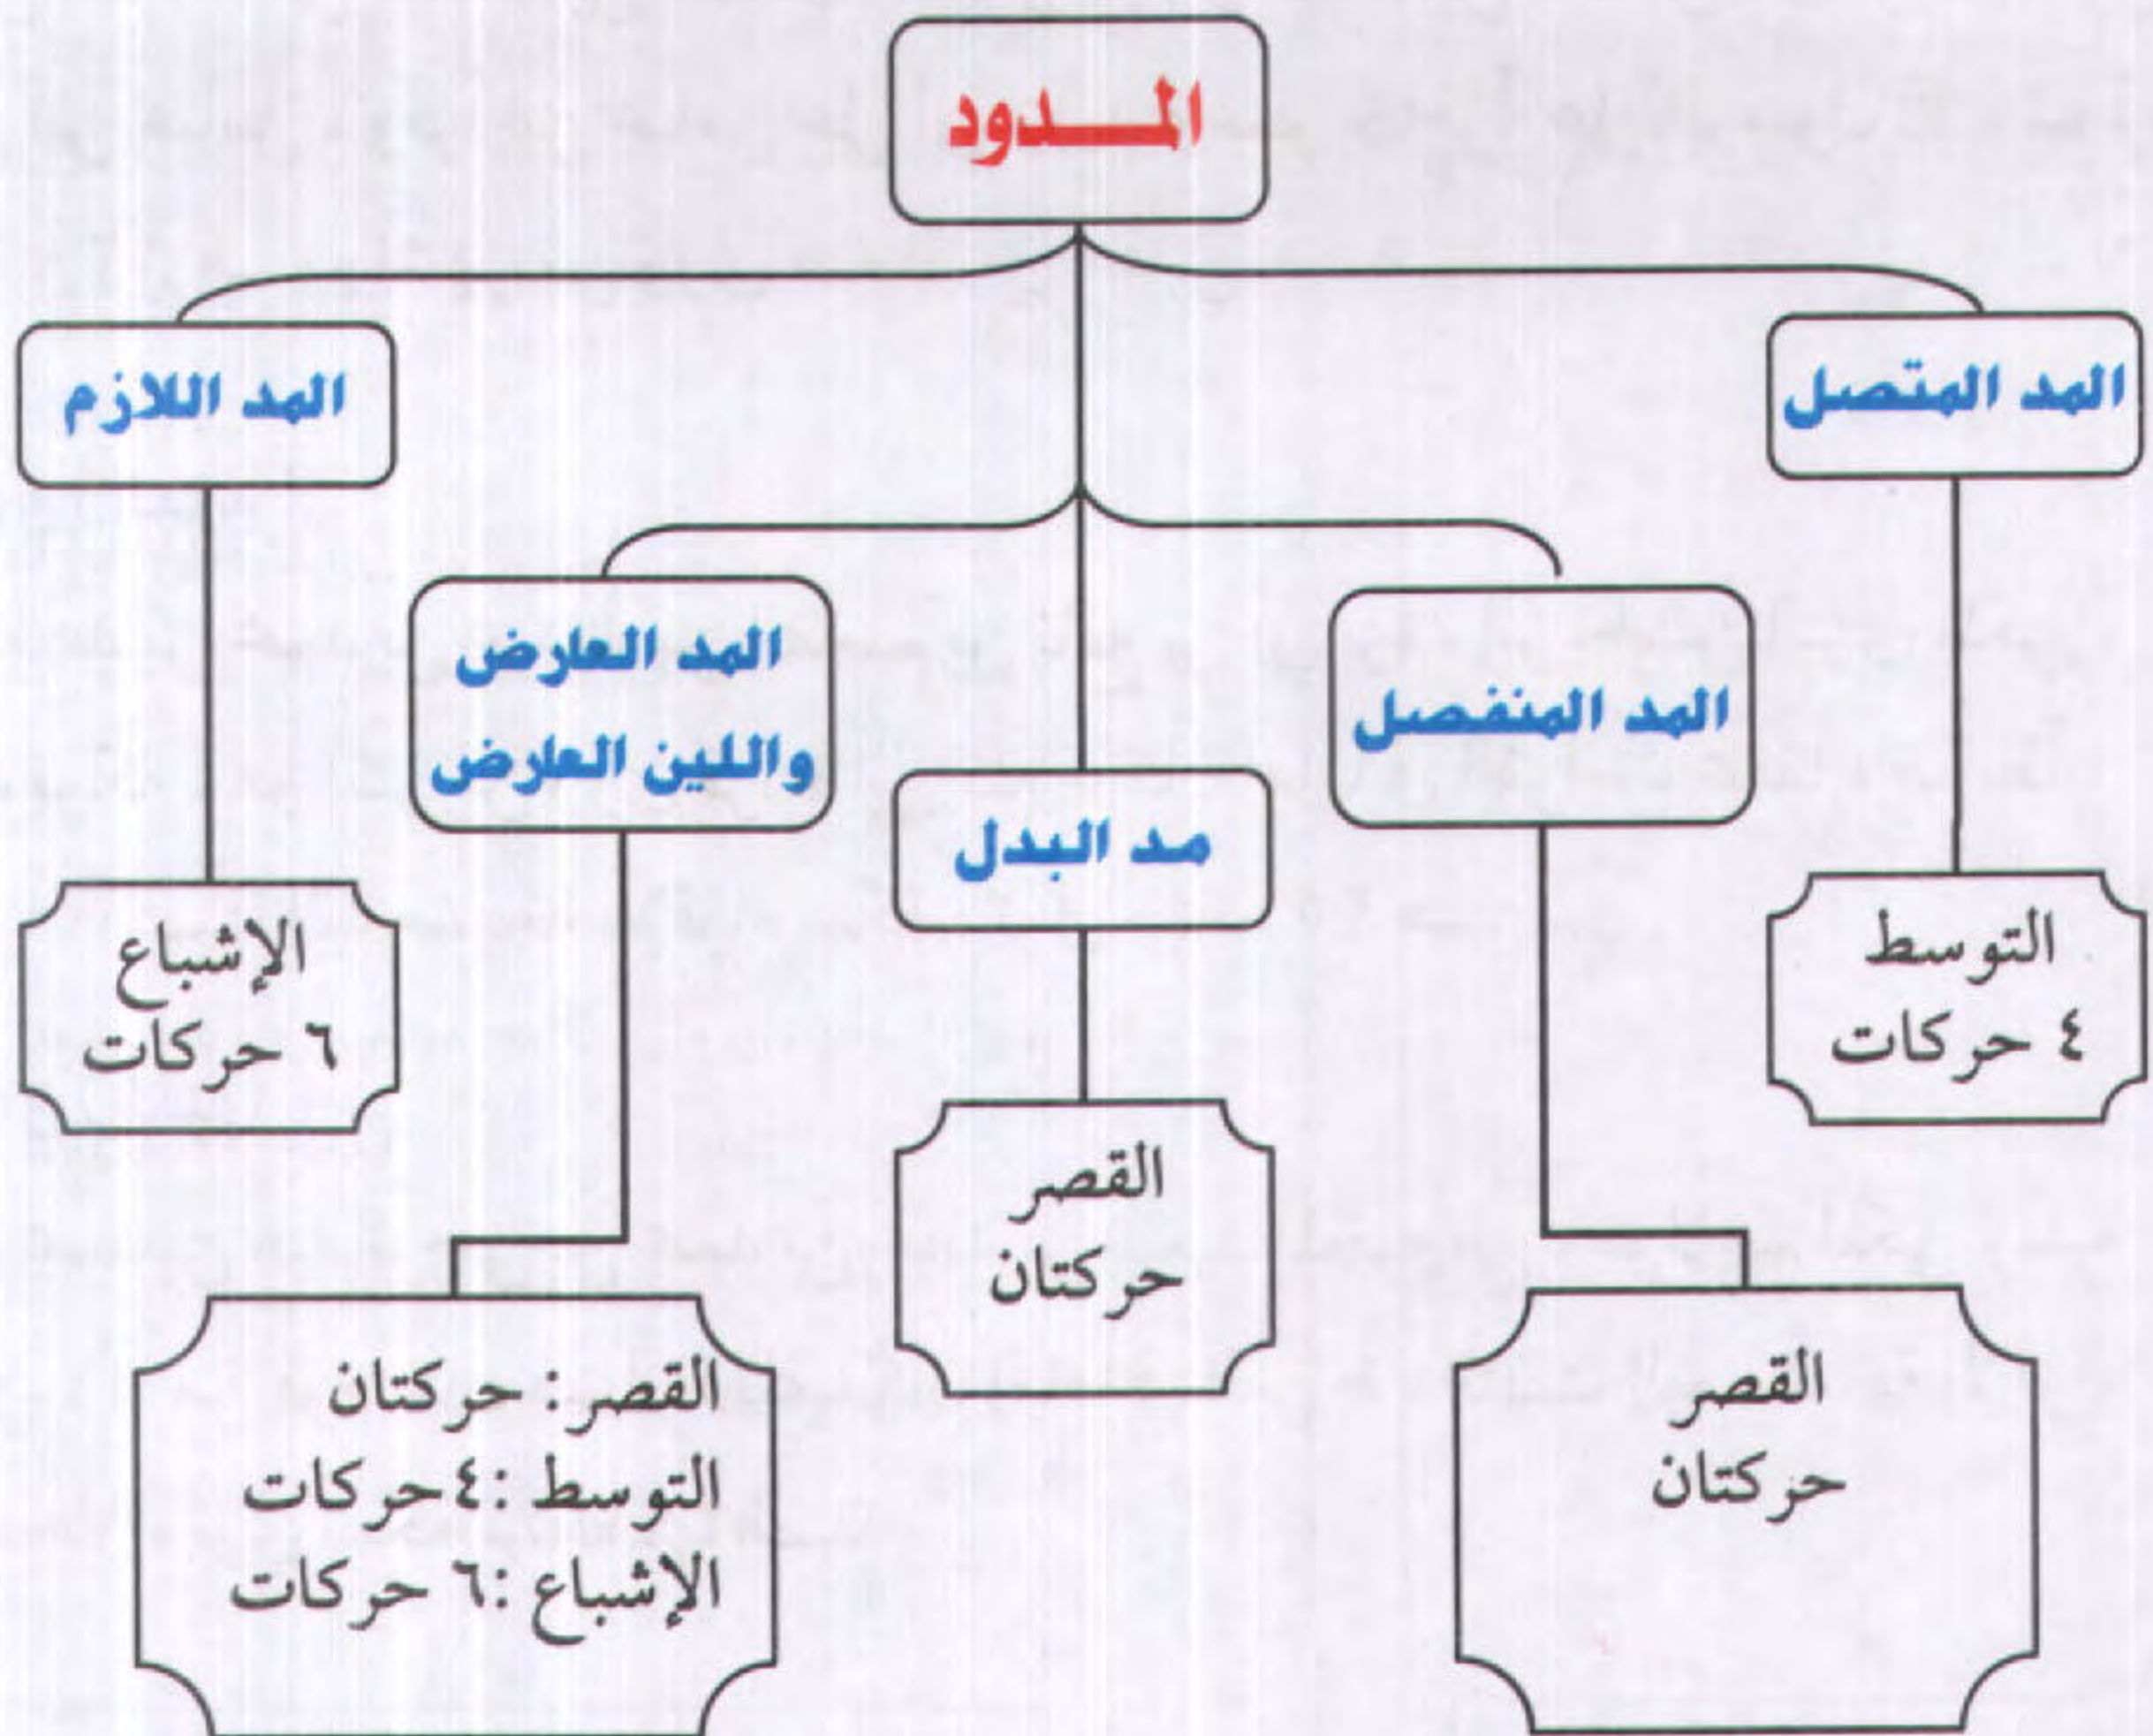 المــدود
المد المتصل
التوسط
٤ حركات
المد المنفصل
القصر
حركتان
مد البدل
القصر
حركتان
المد العارض
واللين العارض
القصر: حركتان
التوسط :٤حركات
الإشباع :٦ حركات
المد اللازم
الإشباع
٦ حركات